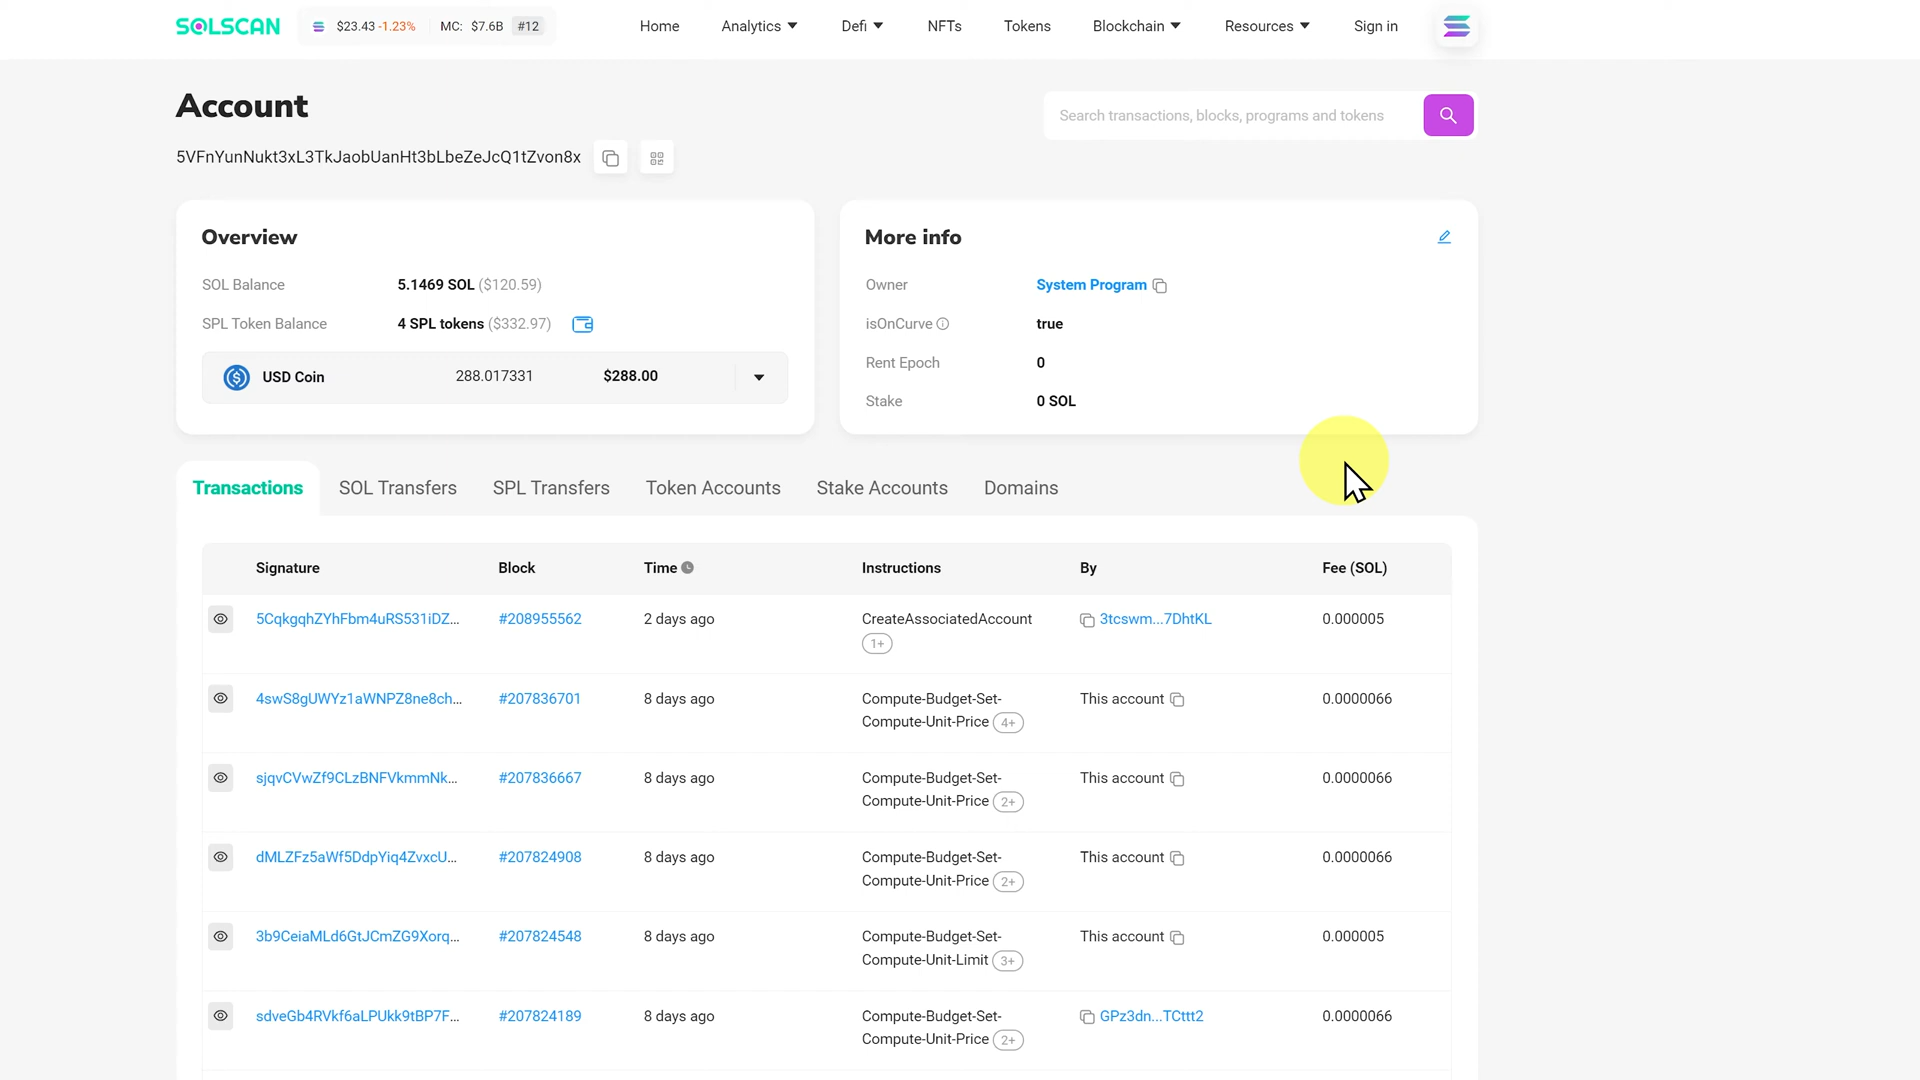 SOLSCAN $23.43 -1.23% MC: $7.6B #12 Home Analytics Defi NFTs Tokens Blockchain Resources Sign in
Account
Search transactions, blocks, programs and tokens
5VFnYunNukt3xL3TkJaobUanHt3bLbeZeJcQ1tZvon8x
Overview
SOL Balance 5.1469 SOL ($120.59)
SPL Token Balance 4 SPL tokens ($332.97)
USD Coin 288.017331 $288.00
More info
Owner System Program
isOnCurve true
Rent Epoch 0
Stake 0 SOL
Transactions SOL Transfers SPL Transfers Token Accounts Stake Accounts Domains
Signature Block Time Instructions By Fee (SOL)
5CqkgqhZYhFbm4uRS531iDZ... #208955562 2 days ago CreateAssociatedAccount 3tcswm...7DhtKL 0.000005
1+
4swS8gUWYz1aWNPZ8ne8ch... #207836701 8 days ago Compute-Budget-Set- This account 0.0000066
Compute-Unit-Price 4+
sjqvCVwZf9CLzBNFVkmmNk... #207836667 8 days ago Compute-Budget-Set- This account 0.0000066
Compute-Unit-Price 2+
dMLZFz5aWf5DdpYiq4ZvxcU... #207824908 8 days ago Compute-Budget-Set- This account 0.0000066
Compute-Unit-Price 2+
3b9CeiaMLd6GtJCmZG9Xorq... #207824548 8 days ago Compute-Budget-Set- This account 0.000005
Compute-Unit-Limit 3+
sdveGb4RVkf6aLPUkk9tBP7F... #207824189 8 days ago Compute-Budget-Set- GPz3dn...TCttt2 0.0000066
Compute-Unit-Price 2+